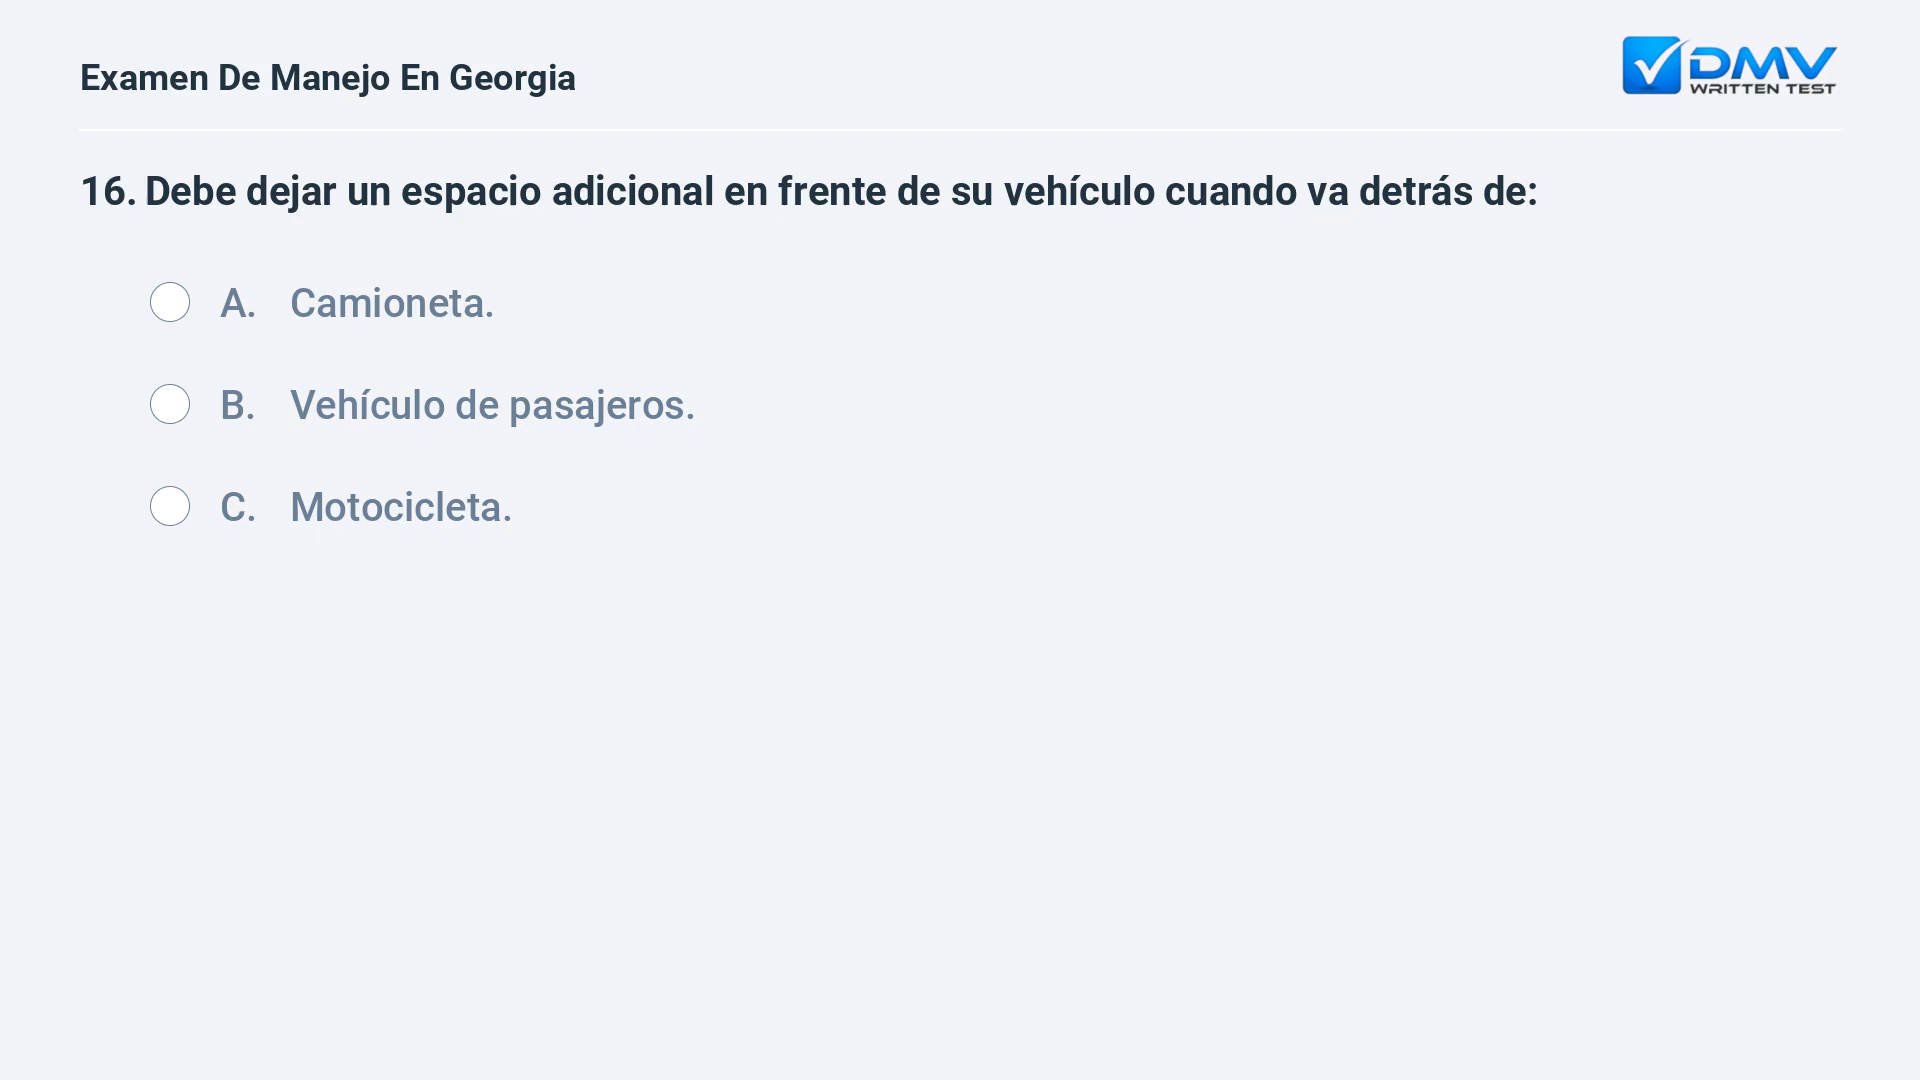 Examen De Manejo En Georgia
DMV
WRITTEN TEST
16. Debe dejar un espacio adicional en frente de su vehículo cuando va detrás de:
A. Camioneta.
B. Vehículo de pasajeros.
C. Motocicleta.